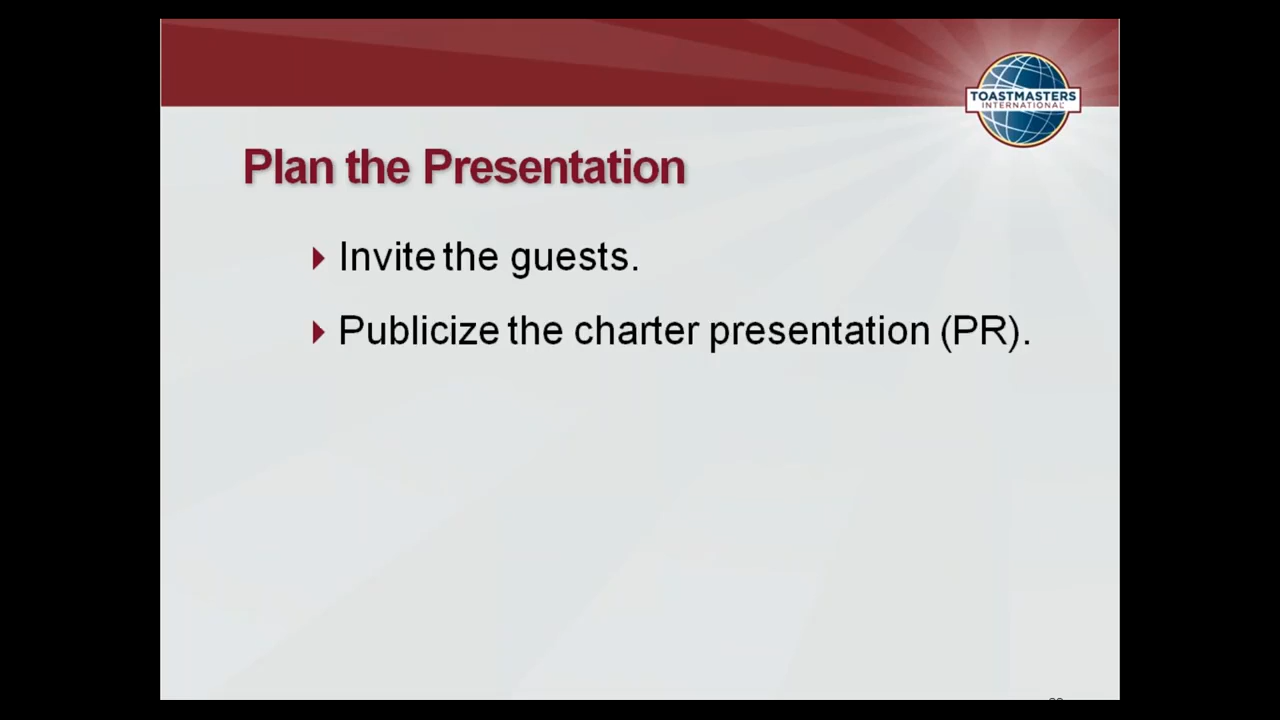 TOASTMASTERS
INTERNATIONAL
Plan the Presentation
Invite the guests.
Publicize the charter presentation (PR).